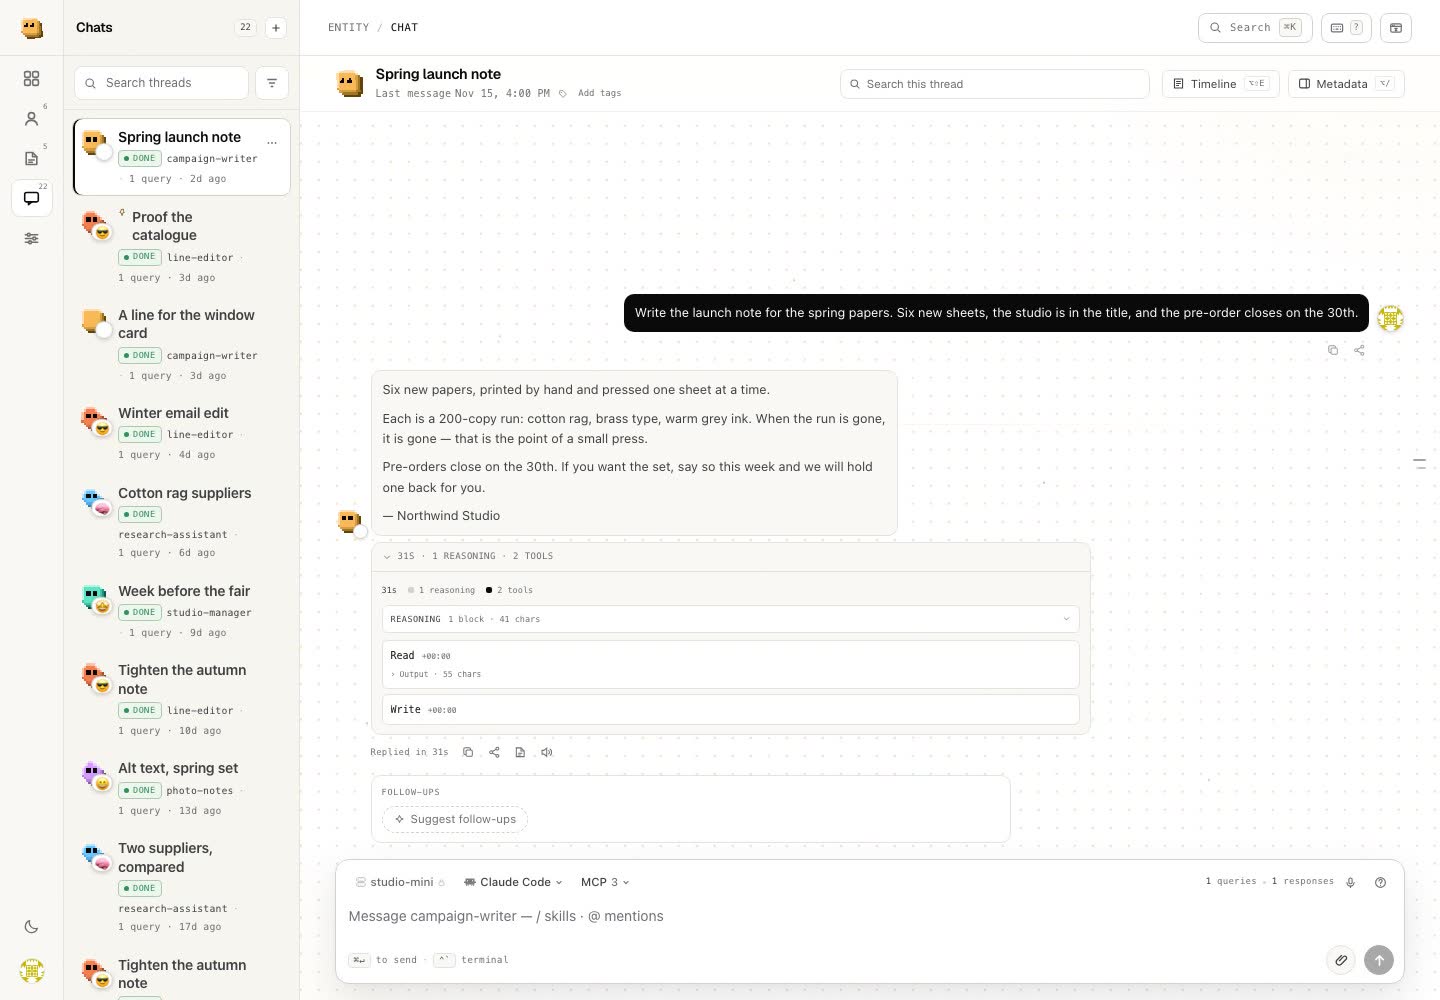 Chats
22
ENTITY / CHAT
Search ⌘K
?
Search threads
6
5
22
Spring launch note
DONE campaign-writer
· 1 query · 2d ago
Proof the
catalogue
DONE line-editor ·
1 query · 3d ago
A line for the window
card
DONE campaign-writer
· 1 query · 3d ago
Winter email edit
DONE line-editor ·
1 query · 4d ago
Cotton rag suppliers
DONE
research-assistant ·
1 query · 6d ago
Week before the fair
DONE studio-manager
· 1 query · 9d ago
Tighten the autumn
note
DONE line-editor ·
1 query · 10d ago
Alt text, spring set
DONE photo-notes ·
1 query · 13d ago
Two suppliers,
compared
DONE
research-assistant ·
1 query · 17d ago
Tighten the autumn
note
Spring launch note
Last message Nov 15, 4:00 PM Add tags
Search this thread
Timeline ⌥⇧E
Metadata ⌥/
Write the launch note for the spring papers. Six new sheets, the studio is in the title, and the pre-order closes on the 30th.
Six new papers, printed by hand and pressed one sheet at a time.
Each is a 200-copy run: cotton rag, brass type, warm grey ink. When the run is gone,
it is gone — that is the point of a small press.
Pre-orders close on the 30th. If you want the set, say so this week and we will hold
one back for you.
— Northwind Studio
31S · 1 REASONING · 2 TOOLS
31s 1 reasoning 2 tools
REASONING 1 block · 41 chars
Read +00:00
› Output · 55 chars
Write +00:00
Replied in 31s
FOLLOW-UPS
Suggest follow-ups
studio-mini Claude Code MCP 3
1 queries · 1 responses
Message campaign-writer — / skills · @ mentions
⌘↵ to send · ⌃` terminal